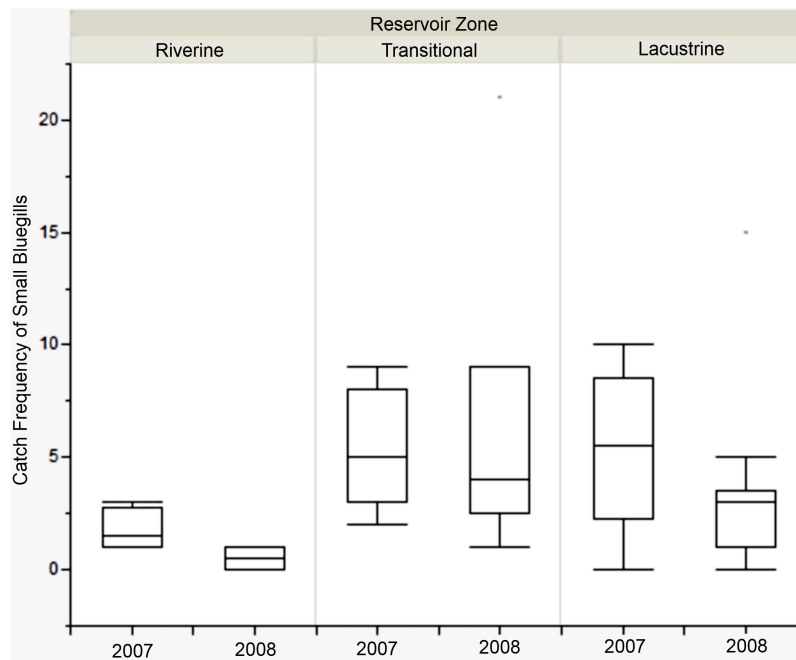 Reservoir Zone
Riverine Transitional Lacustrine
Catch Frequency of Small Bluegills
20
15
10
5
0
2007 2008 2007 2008 2007 2008